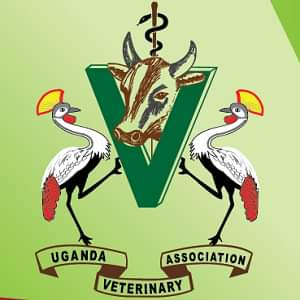 V
UGANDA VETERINARY ASSOCIATION